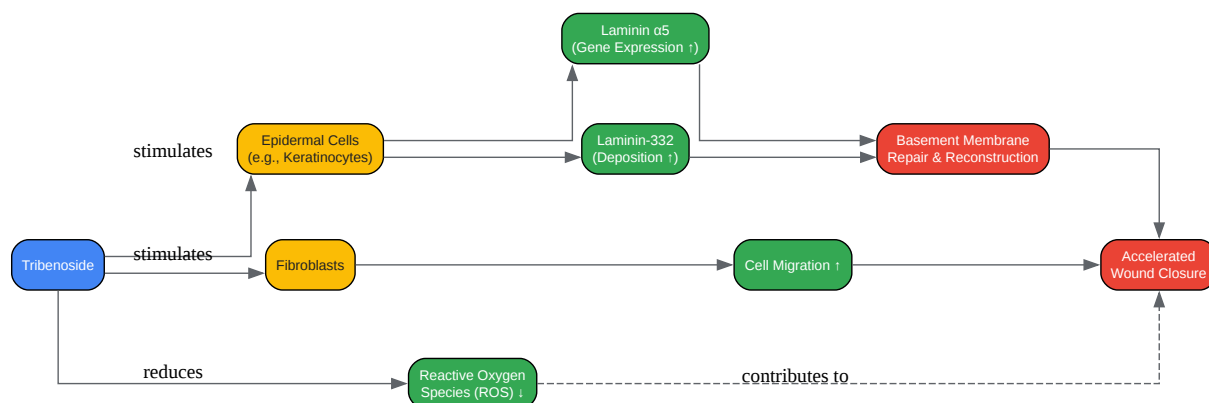 Laminin α5
(Gene Expression ↑)
stimulates
Epidermal Cells
(e.g., Keratinocytes)
Laminin-332
(Deposition ↑)
Basement Membrane
Repair & Reconstruction
Tribenoside
stimulates
Fibroblasts
Cell Migration ↑
Accelerated
Wound Closure
reduces
Reactive Oxygen
Species (ROS) ↓
contributes to